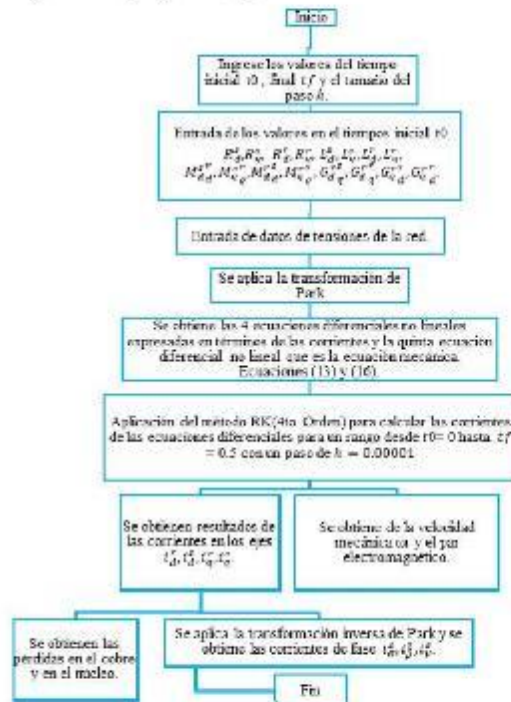 Inicio
Ingrese los valores del tiempo
inicial t0 , final tf y el tamaño del
paso h.
Entrada de los valores en el tiempos inicial t0
Entrada de datos de tensiones de la red.
Se aplica la transformación de
Park
Se obtiene las 4 ecuaciones diferenciales no lineales
expresadas en términos de las corrientes y la quinta ecuación
diferencial no lineal que es la ecuación mecánica.
Ecuaciones (13) y (16).
Aplicación del método RK(4to Orden) para calcular las corrientes
de las ecuaciones diferenciales para un rango desde t0= 0 hasta tf
= 0.5 con un paso de h = 0.00001
Se obtienen resultados de
las corrientes en los ejes
Se obtiene de la velocidad
mecánica ωr y el par
electromagnético.
Se obtienen las
pérdidas en el cobre
y en el núcleo.
Se aplica la transformación inversa de Park y se
obtiene las corrientes de fase
Fin